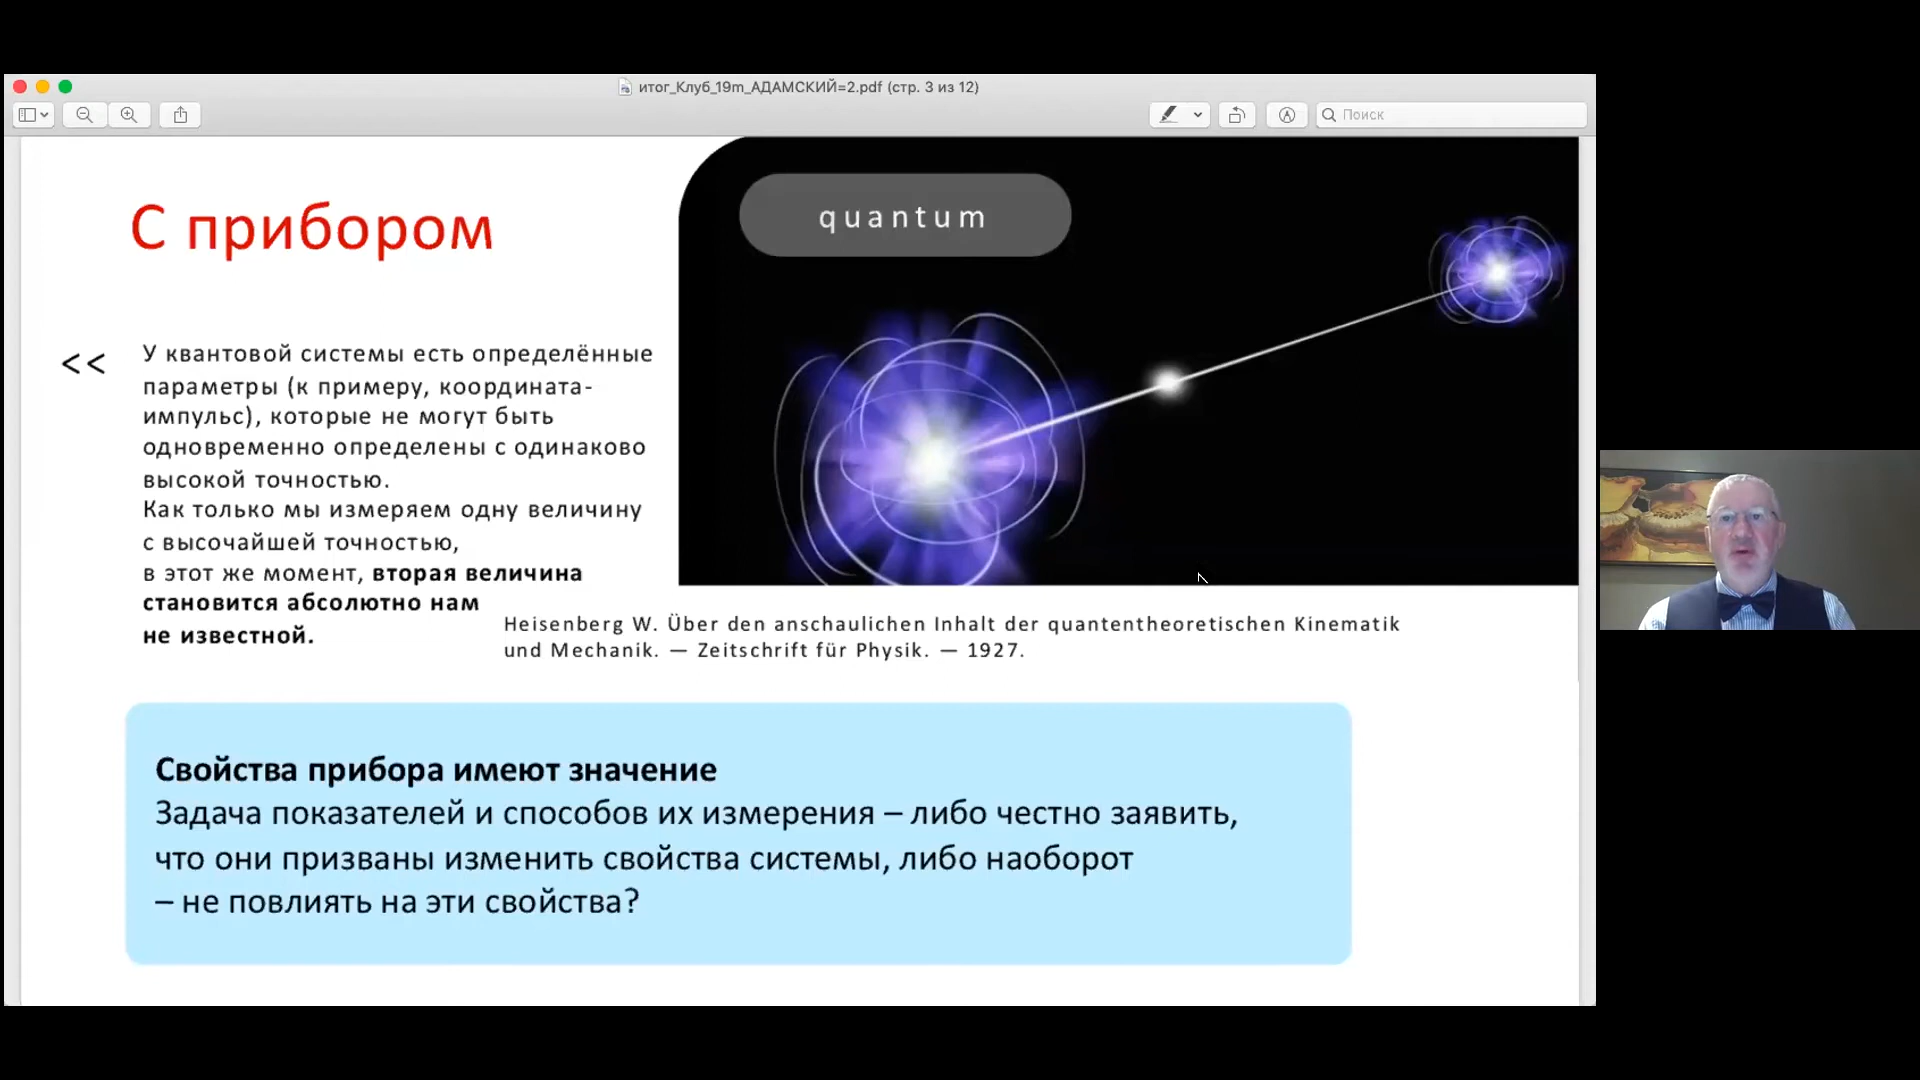 итог_Клуб_19m_АДАМСКИЙ=2.pdf (стр. 3 из 12)
Поиск
С прибором
quantum
<< У квантовой системы есть определённые
параметры (к примеру, координата-
импульс), которые не могут быть
одновременно определены с одинаково
высокой точностью.
Как только мы измеряем одну величину
с высочайшей точностью,
в этот же момент, вторая величина
становится абсолютно нам
не известной.
Heisenberg W. Über den anschaulichen Inhalt der quantentheoretischen Kinematik
und Mechanik. — Zeitschrift für Physik. — 1927.
Свойства прибора имеют значение
Задача показателей и способов их измерения – либо честно заявить,
что они призваны изменить свойства системы, либо наоборот
– не повлиять на эти свойства?